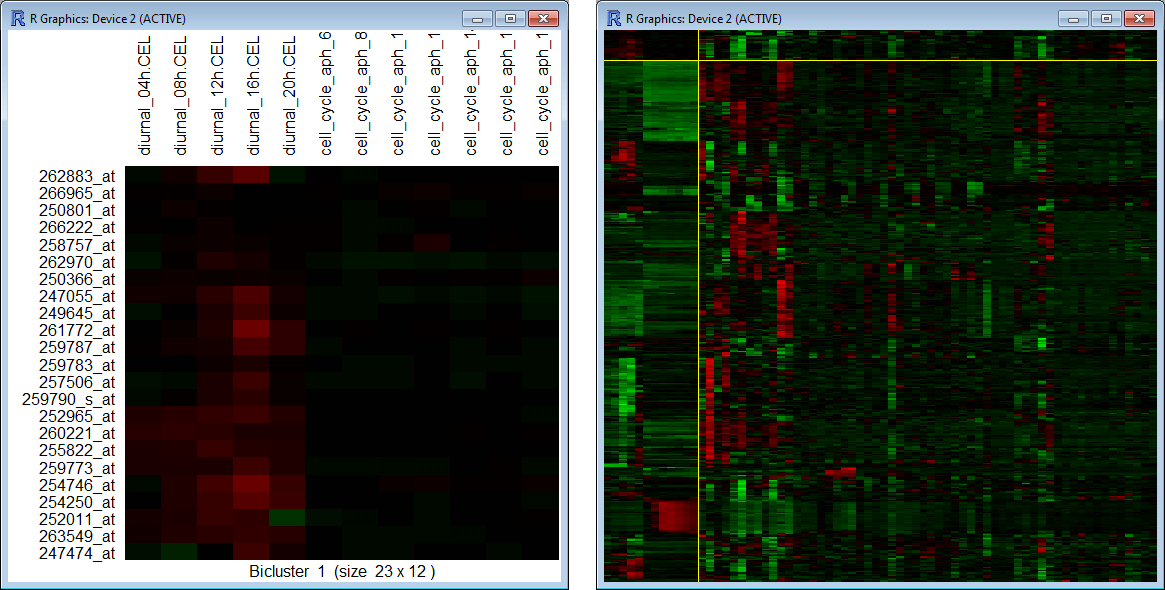 R Graphics: Device 2 (ACTIVE)
diurnal_04h.CEL
diurnal_08h.CEL
diurnal_12h.CEL
diurnal_16h.CEL
diurnal_20h.CEL
cell_cycle_aph_6
cell_cycle_aph_8
cell_cycle_aph_1
cell_cycle_aph_1
cell_cycle_aph_1
cell_cycle_aph_1
cell_cycle_aph_1
262883_at
266965_at
250801_at
266222_at
258757_at
262970_at
250366_at
247055_at
249645_at
261772_at
259787_at
259783_at
257506_at
259790_s_at
252965_at
260221_at
255822_at
259773_at
254746_at
254250_at
252011_at
263549_at
247474_at
Bicluster 1 (size 23 x 12 )
R Graphics: Device 2 (ACTIVE)